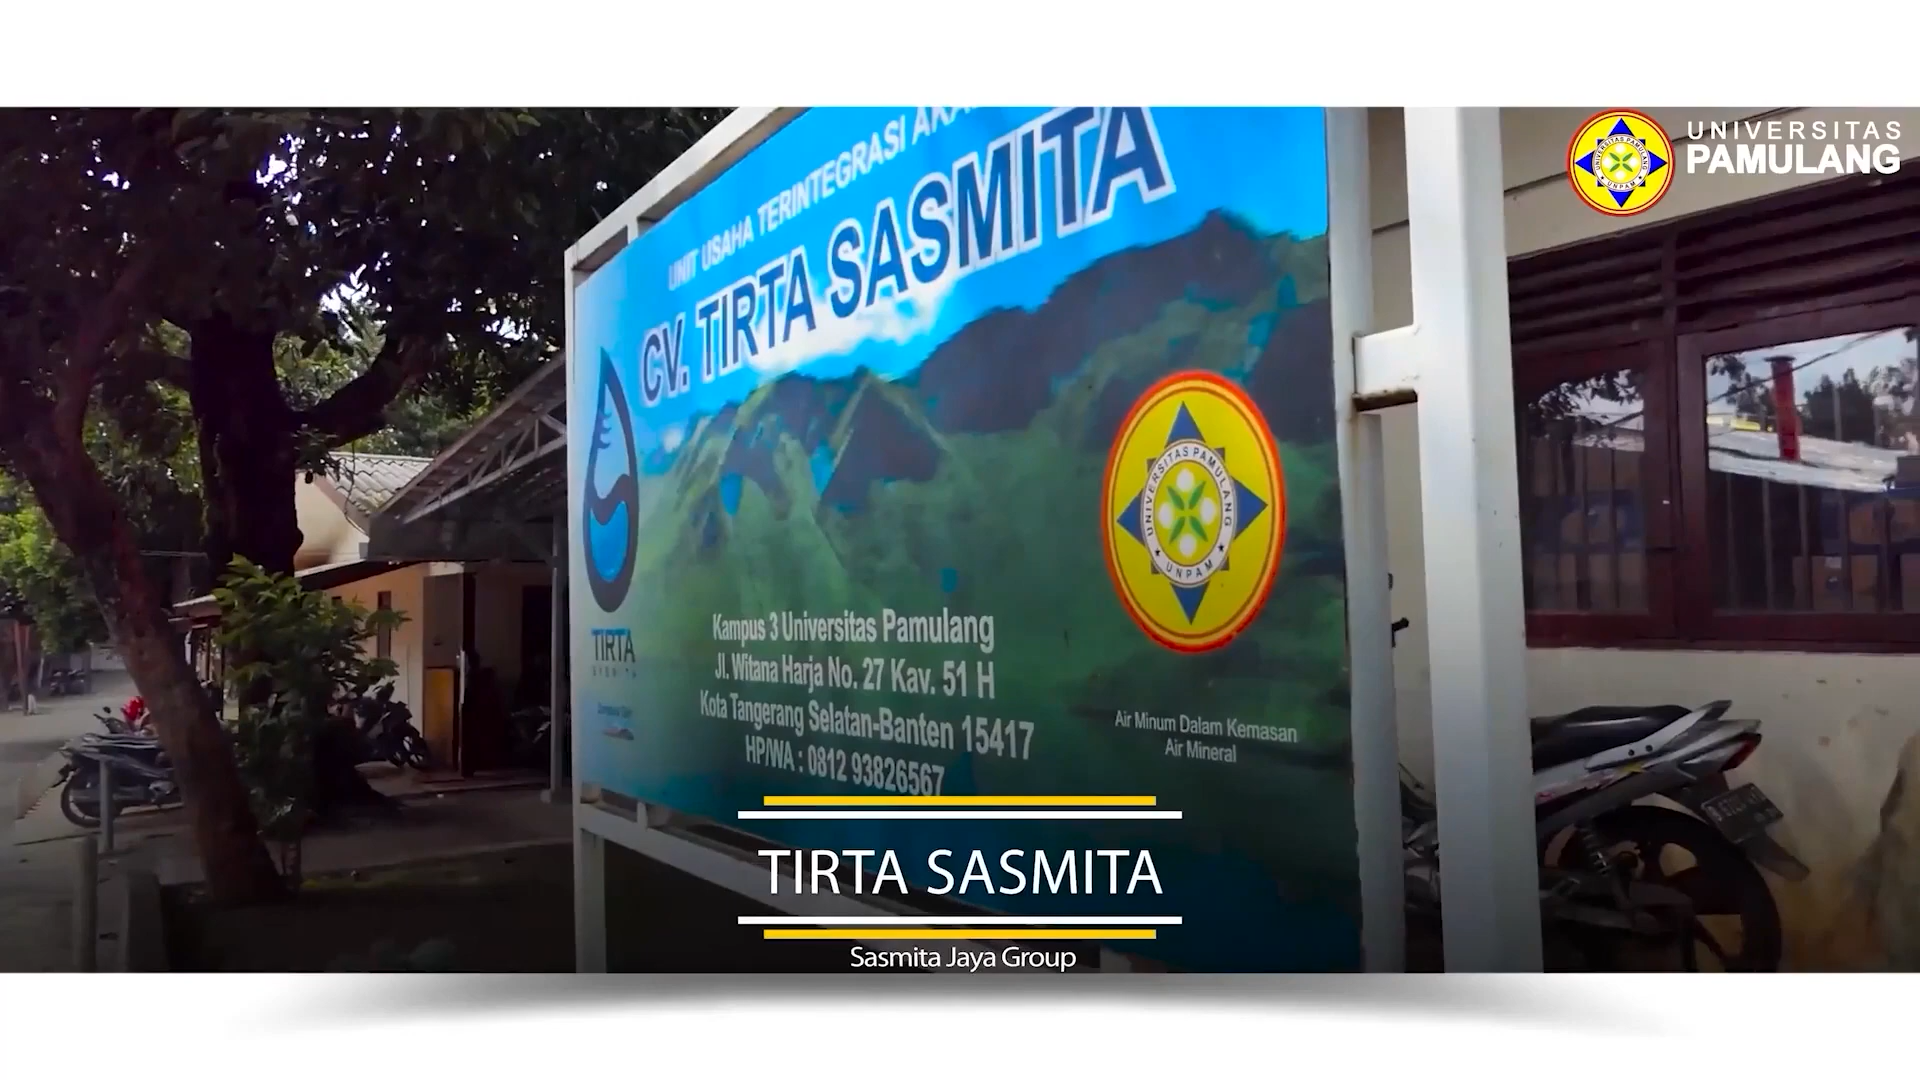 UNIVERSITAS
PAMULANG
UNIT USAHA TERINTEGRASI
CV. TIRTA SASMITA
UNIVERSITAS PAMULANG
UNPAM
TIRTA
SASMITA
Kampus 3 Universitas Pamulang
Jl. Witana Harja No. 27 Kav. 51 H
Kota Tangerang Selatan-Banten 15417
HP/WA : 0812 93826567
Air Minum Dalam Kemasan
Air Mineral
TIRTA SASMITA
Sasmita Jaya Group